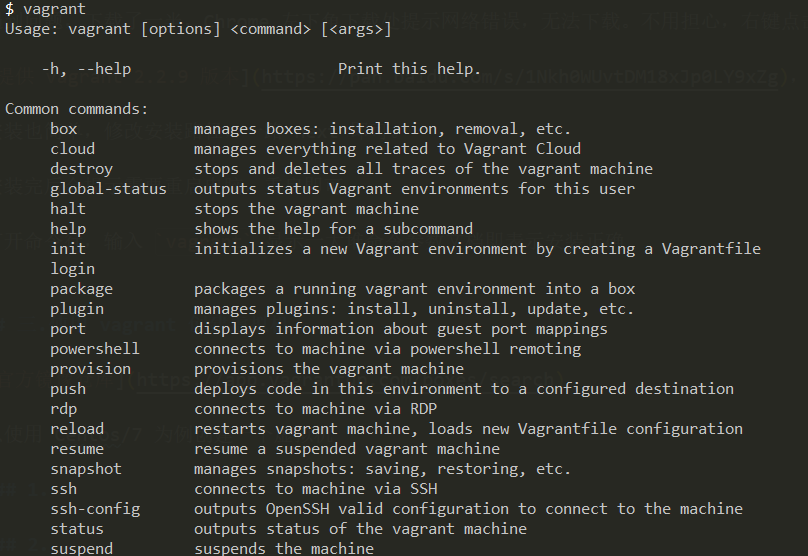 $ vagrant
Usage: vagrant [options] <command> [<args>]
-h, --help Print this help.
Common commands:
box manages boxes: installation, removal, etc.
cloud manages everything related to Vagrant Cloud
destroy stops and deletes all traces of the vagrant machine
global-status outputs status Vagrant environments for this user
halt stops the vagrant machine
help shows the help for a subcommand
init initializes a new Vagrant environment by creating a Vagrantfile
login
package packages a running vagrant environment into a box
plugin manages plugins: install, uninstall, update, etc.
port displays information about guest port mappings
powershell connects to machine via powershell remoting
provision provisions the vagrant machine
push deploys code in this environment to a configured destination
rdp connects to machine via RDP
reload restarts vagrant machine, loads new Vagrantfile configuration
resume resume a suspended vagrant machine
snapshot manages snapshots: saving, restoring, etc.
ssh connects to machine via SSH
ssh-config outputs OpenSSH valid configuration to connect to the machine
status outputs status of the vagrant machine
suspend suspends the machine